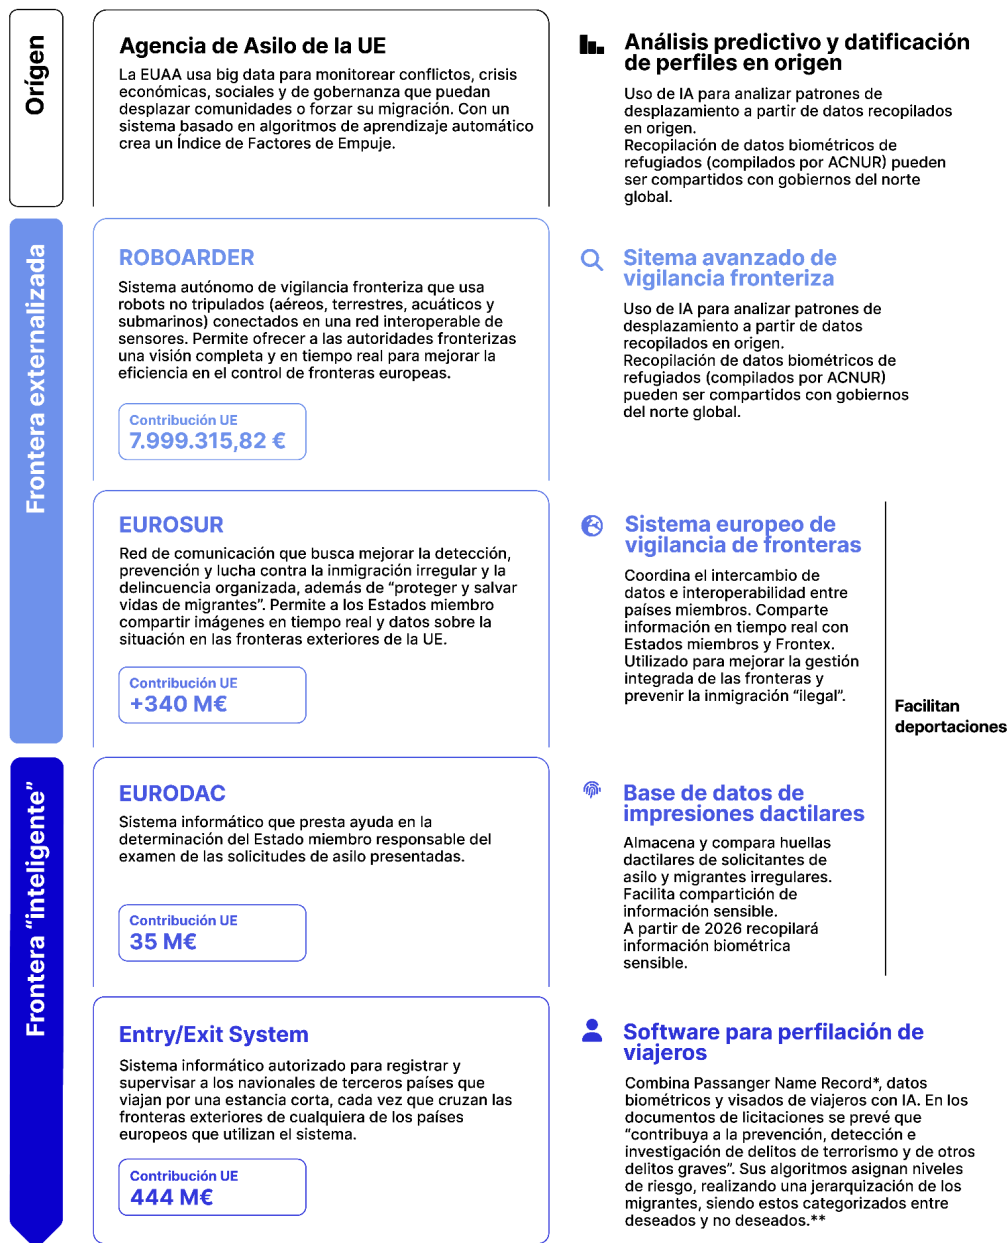 Orígen
Agencia de Asilo de la UE
La EUAA usa big data para monitorear conflictos, crisis
económicas, sociales y de gobernanza que puedan
desplazar comunidades o forzar su migración. Con un
sistema basado en algoritmos de aprendizaje automático
crea un Índice de Factores de Empuje.
Análisis predictivo y datificación
de perfiles en origen
Uso de IA para analizar patrones de
desplazamiento a partir de datos recopilados
en origen.
Recopilación de datos biométricos de
refugiados (compilados por ACNUR) pueden
ser compartidos con gobiernos del norte
global.
Frontera externalizada
ROBOARDER
Sistema autónomo de vigilancia fronteriza que usa
robots no tripulados (aéreos, terrestres, acuáticos y
submarinos) conectados en una red interoperable de
sensores. Permite ofrecer a las autoridades fronterizas
una visión completa y en tiempo real para mejorar la
eficiencia en el control de fronteras europeas.
Contribución UE
7.999.315,82 €
Sitema avanzado de
vigilancia fronteriza
Uso de IA para analizar patrones de
desplazamiento a partir de datos
recopilados en origen.
Recopilación de datos biométricos de
refugiados (compilados por ACNUR)
pueden ser compartidos con gobiernos
del norte global.
EUROSUR
Red de comunicación que busca mejorar la detección,
prevención y lucha contra la inmigración irregular y la
delincuencia organizada, además de “proteger y salvar
vidas de migrantes”. Permite a los Estados miembro
compartir imágenes en tiempo real y datos sobre la
situación en las fronteras exteriores de la UE.
Contribución UE
+340 M€
Sistema europeo de
vigilancia de fronteras
Coordina el intercambio de
datos e interoperabilidad entre
países miembros. Comparte
información en tiempo real con
Estados miembros y Frontex.
Utilizado para mejorar la gestión
integrada de las fronteras y
prevenir la inmigración “ilegal”.
Facilitan
deportaciones
Frontera “inteligente”
EURODAC
Sistema informático que presta ayuda en la
determinación del Estado miembro responsable del
examen de las solicitudes de asilo presentadas.
Contribución UE
35 M€
Base de datos de
impresiones dactilares
Almacena y compara huellas
dactilares de solicitantes de
asilo y migrantes irregulares.
Facilita compartición de
información sensible.
A partir de 2026 recopilará
información biométrica
sensible.
Entry/Exit System
Sistema informático autorizado para registrar y
supervisar a los navionales de terceros países que
viajan por una estancia corta, cada vez que cruzan las
fronteras exteriores de cualquiera de los países
europeos que utilizan el sistema.
Contribución UE
444 M€
Software para perfilación de
viajeros
Combina Passanger Name Record*, datos
biométricos y visados de viajeros con IA. En los
documentos de licitaciones se prevé que
“contribuya a la prevención, detección e
investigación de delitos de terrorismo y de otros
delitos graves”. Sus algoritmos asignan niveles
de riesgo, realizando una jerarquización de los
migrantes, siendo estos categorizados entre
deseados y no deseados.**